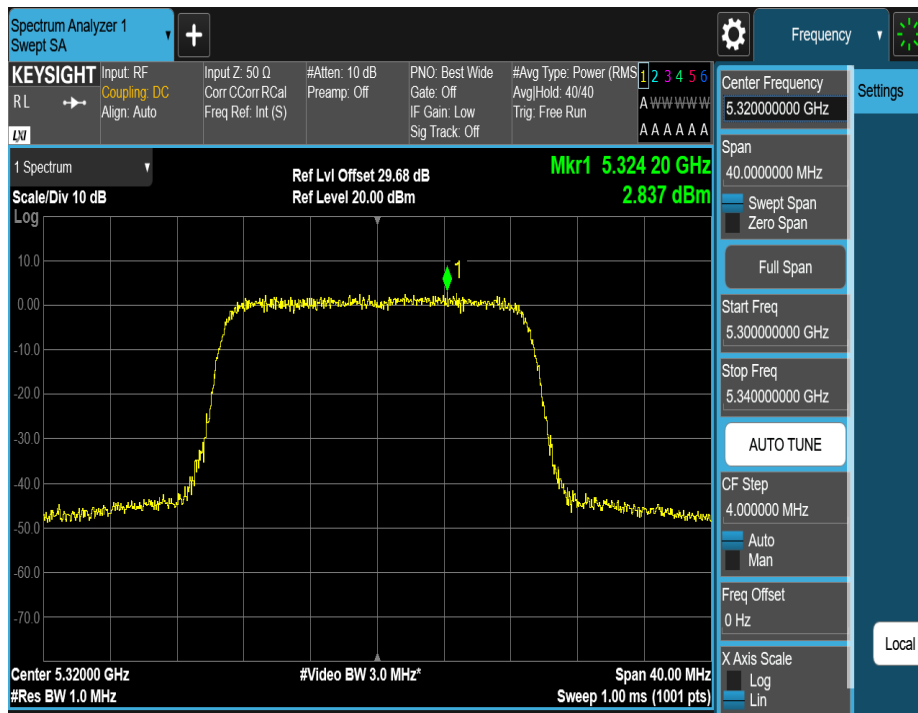 Spectrum Analyzer 1
Swept SA
+
Frequency
KEYSIGHT
RL
LXI
Input: RF
Coupling: DC
Align: Auto
Input Z: 50 Ω
Corr CCorr RCal
Freq Ref: Int (S)
#Atten: 10 dB
Preamp: Off
PNO: Best Wide
Gate: Off
IF Gain: Low
Sig Track: Off
#Avg Type: Power (RMS
Avg|Hold: 40/40
Trig: Free Run
1 2 3 4 5 6
A W W W W W
A A A A A A
1 Spectrum
Scale/Div 10 dB
Log
Ref Lvl Offset 29.68 dB
Ref Level 20.00 dBm
Mkr1 5.324 20 GHz
2.837 dBm
1
10.0
0.00
-10.0
-20.0
-30.0
-40.0
-50.0
-60.0
-70.0
Center 5.32000 GHz
#Res BW 1.0 MHz
#Video BW 3.0 MHz*
Span 40.00 MHz
Sweep 1.00 ms (1001 pts)
Center Frequency
5.320000000 GHz
Settings
Span
40.0000000 MHz
Swept Span
Zero Span
Full Span
Start Freq
5.300000000 GHz
Stop Freq
5.340000000 GHz
AUTO TUNE
CF Step
4.000000 MHz
Auto
Man
Freq Offset
0 Hz
Local
X Axis Scale
Log
Lin